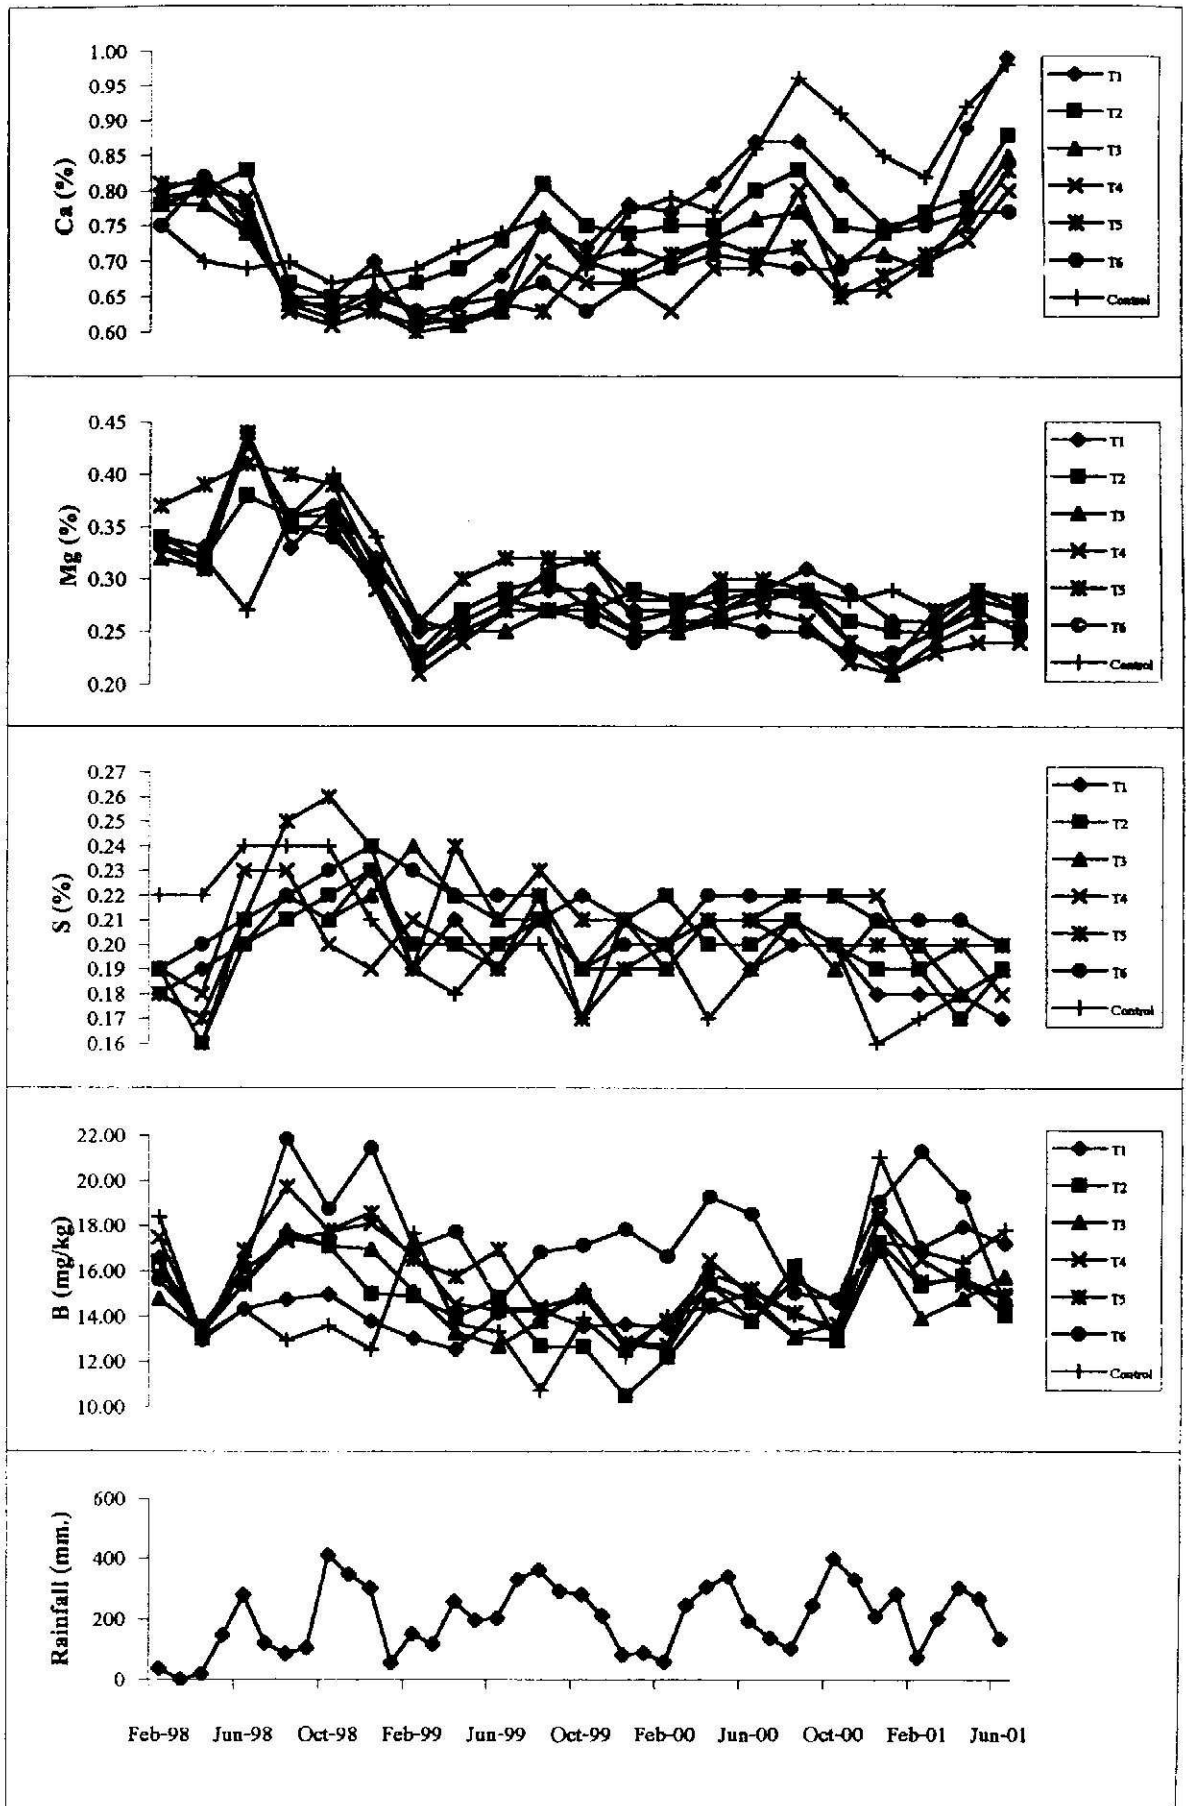 1.00
0.95
0.90
0.85
0.80
0.75
0.70
0.65
0.60
Ca (%)
T1
T2
T3
T4
T5
T6
Control
0.45
0.40
0.35
0.30
0.25
0.20
Mg (%)
T1
T2
T3
T4
T5
T6
Control
0.27
0.26
0.25
0.24
0.23
0.22
0.21
0.20
0.19
0.18
0.17
0.16
S (%)
T1
T2
T3
T4
T5
T6
Control
22.00
20.00
18.00
16.00
14.00
12.00
10.00
B (mg/kg)
T1
T2
T3
T4
T5
T6
Control
600
400
200
0
Rainfall (mm.)
Feb-98 Jun-98 Oct-98 Feb-99 Jun-99 Oct-99 Feb-00 Jun-00 Oct-00 Feb-01 Jun-01